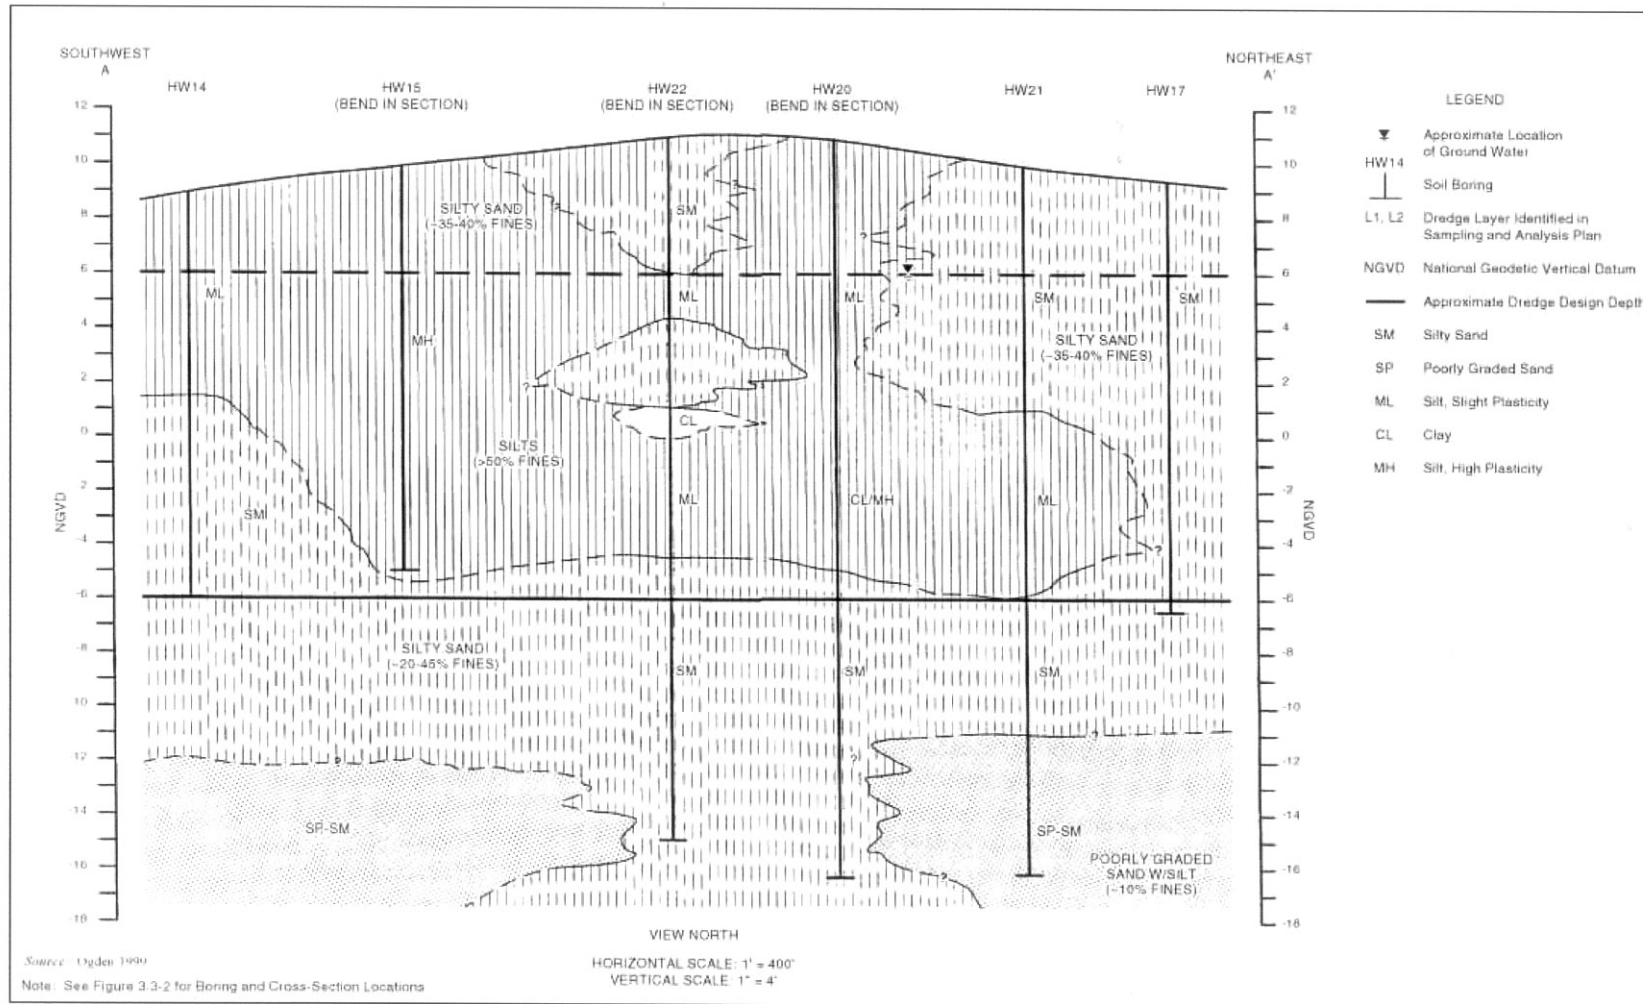 SOUTHWEST
A
NORTHEAST
A'
HW14
HW15
(BEND IN SECTION)
HW22
(BEND IN SECTION)
HW20
(BEND IN SECTION)
HW21
HW17
12
10
8
6
4
2
0
2
-4
-6
-8
10
12
-14
16
-18
NGVD
SILTY SAND
(~35-40% FINES)
SM
ML
ML
ML
SM
SM
MH
SILTY SAND
(~35-40% FINES)
?
?
?
?
CL
SILTS
(>50% FINES)
SM
ML
CL/MH
ML
?
SILTY SAND
(~20-45% FINES)
SM
SM
SM
?
?
?
SP-SM
SP-SM
POORLY GRADED
SAND W/SILT
(~10% FINES)
?
12
10
8
6
4
2
0
-2
-4
-6
-8
-10
-12
-14
-16
-18
NGVD
LEGEND
Approximate Location
of Ground Water
HW14
Soil Boring
L1, L2 Dredge Layer Identified in
Sampling and Analysis Plan
NGVD National Geodetic Vertical Datum
Approximate Dredge Design Depth
SM Silty Sand
SP Poorly Graded Sand
ML Silt, Slight Plasticity
CL Clay
MH Silt, High Plasticity
VIEW NORTH
HORIZONTAL SCALE: 1" = 400'
VERTICAL SCALE: 1" = 4'
Source: Ogden 1999
Note: See Figure 3.3-2 for Boring and Cross-Section Locations